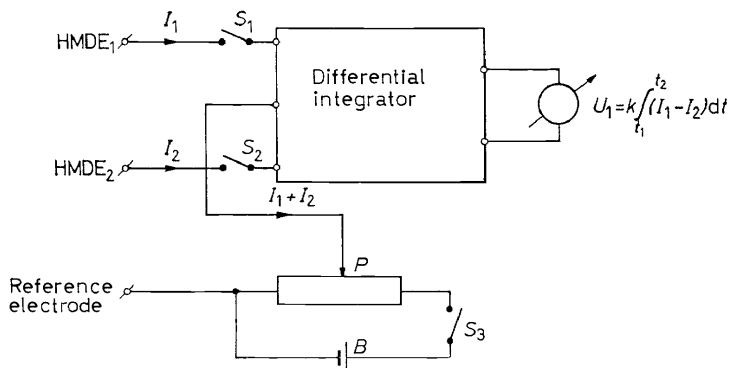 HMDE₁
I₁
S₁
Differential
integrator
U₁=k∫(I₁−I₂)dt
t₂
t₁
HMDE₂
I₂
S₂
I₁+I₂
P
Reference
electrode
S₃
B